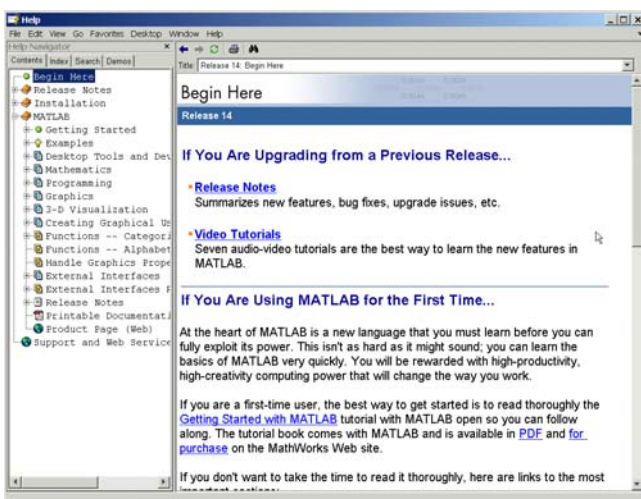 Help
File Edit View Go Favorites Desktop Window Help
Help Navigator
Contents Index Search Demos
Begin Here
Release Notes
Installation
MATLAB
Getting Started
Examples
Desktop Tools and Dev
Mathematics
Programming
Graphics
3-D Visualization
Creating Graphical Us
Functions -- Categori
Functions -- Alphabet
Handle Graphics Prope
External Interfaces
External Interfaces R
Release Notes
Printable Documentati
Product Page (Web)
Support and Web Service
Title: Release 14: Begin Here
Begin Here
Release 14
If You Are Upgrading from a Previous Release...
Release Notes
Summarizes new features, bug fixes, upgrade issues, etc.
Video Tutorials
Seven audio-video tutorials are the best way to learn the new features in
MATLAB.
If You Are Using MATLAB for the First Time...
At the heart of MATLAB is a new language that you must learn before you can
fully exploit its power. This isn't as hard as it might sound; you can learn the
basics of MATLAB very quickly. You will be rewarded with high-productivity,
high-creativity computing power that will change the way you work.
If you are a first-time user, the best way to get started is to read thoroughly the
Getting Started with MATLAB tutorial with MATLAB open so you can follow
along. The tutorial book comes with MATLAB and is available in PDF and for
purchase on the MathWorks Web site.
If you don't want to take the time to read it thoroughly, here are links to the most
important sections: